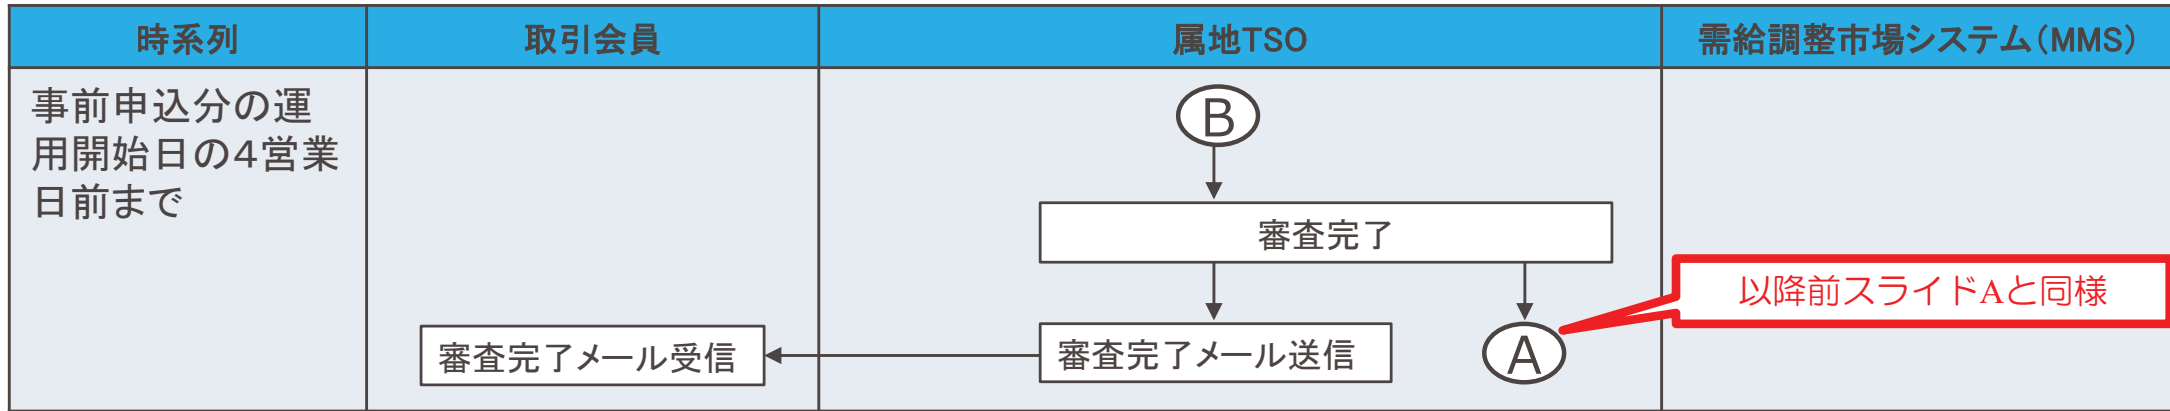 時系列
取引会員
属地TSO
需給調整市場システム(MMS)
事前申込分の運
用開始日の4営業
日前まで
B
審査完了
以降前スライドAと同様
審査完了メール受信
審査完了メール送信
A